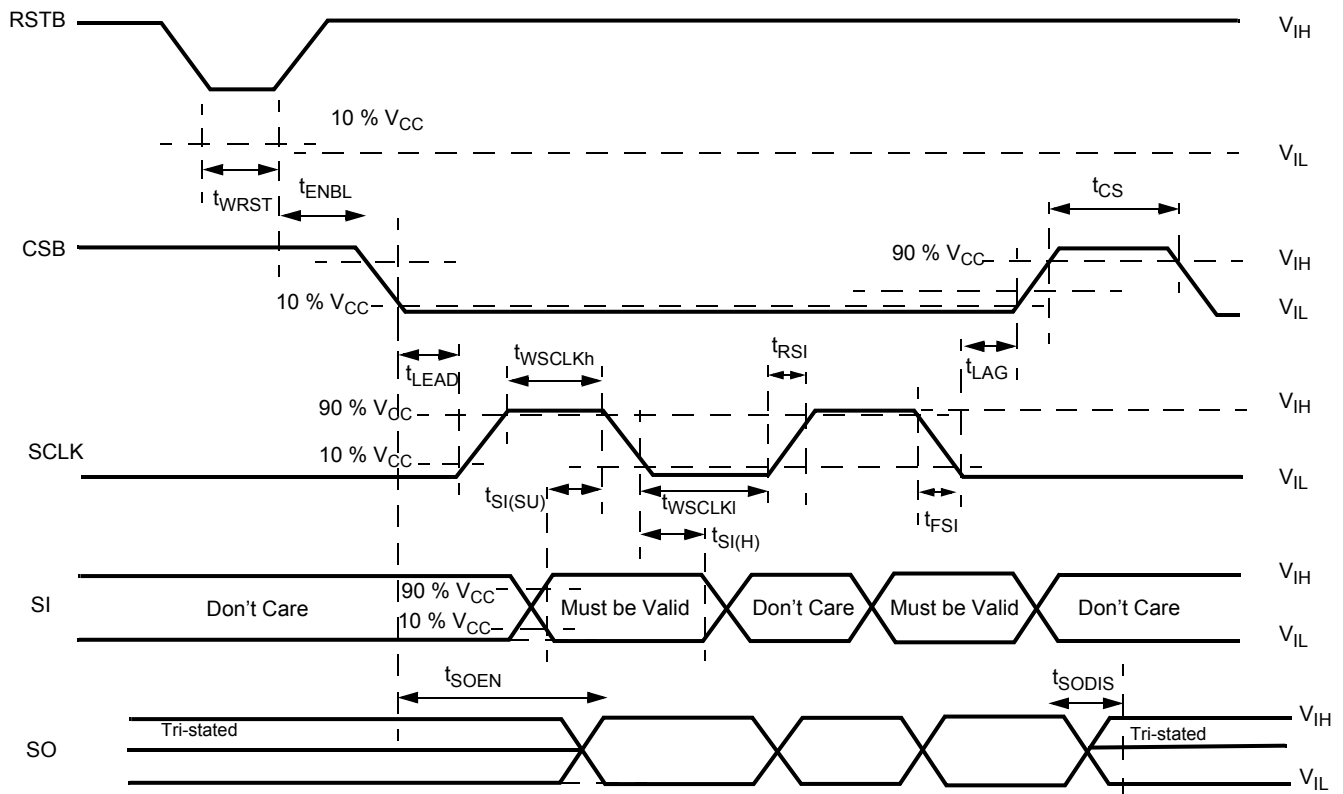 RSTB
VIH
10 % VCC
VIL
tWRST
tENBL
tCS
CSB
90 % VCC
VIH
10 % VCC
VIL
tLEAD
tWSCLKh
tRSI
tLAG
90 % VCC
VIH
SCLK
10 % VCC
VIL
tSI(SU)
tWSCLKl
tFSI
tSI(H)
SI
Don't Care
90 % VCC
10 % VCC
Must be Valid
Don't Care
Must be Valid
Don't Care
VIH
VIL
tSOEN
tSODIS
SO
Tri-stated
Tri-stated
VIH
VIL